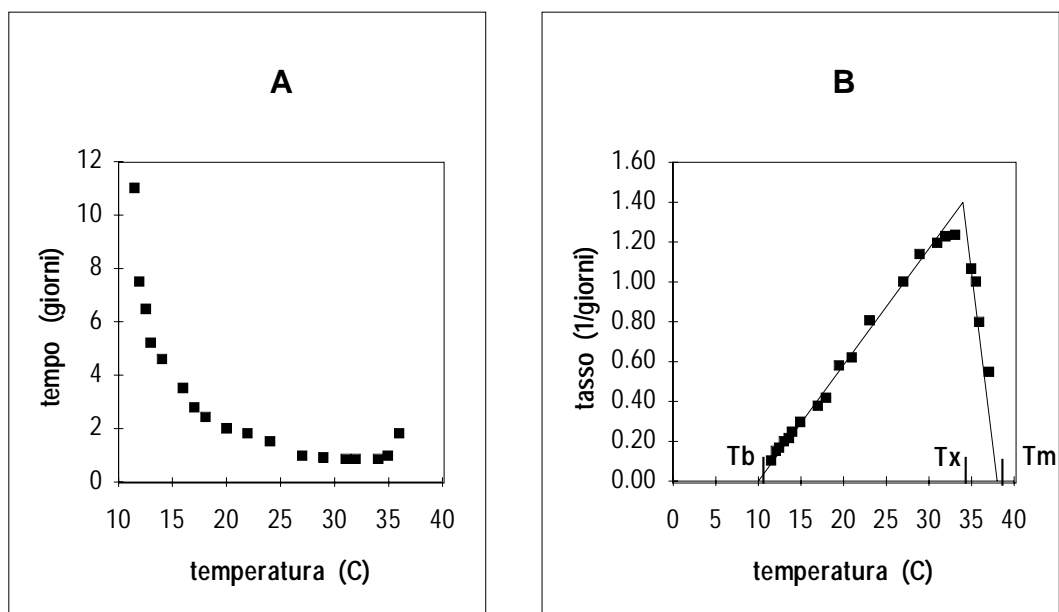 A
tempo (giorni)
12
10
8
6
4
2
0
10 15 20 25 30 35 40
temperatura (C)
B
tasso (1/giorni)
1.60
1.40
1.20
1.00
0.80
0.60
0.40
0.20
0.00
Tb Tx Tm
0 5 10 15 20 25 30 35 40
temperatura (C)